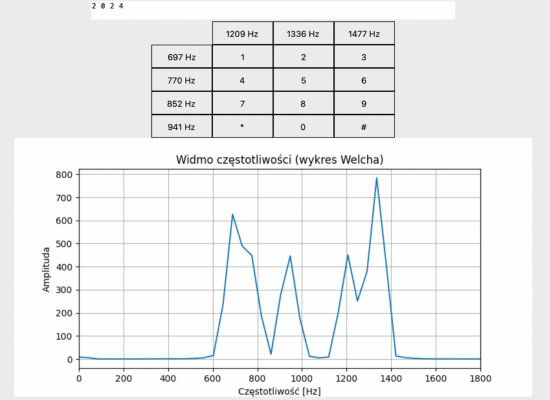 2 0 2 4
1209 Hz 1336 Hz 1477 Hz
697 Hz 1 2 3
770 Hz 4 5 6
852 Hz 7 8 9
941 Hz * 0 #
Widmo częstotliwości (wykres Welcha)
800
700
600
500
400
300
200
100
0
Amplituda
0 200 400 600 800 1000 1200 1400 1600 1800
Częstotliwość [Hz]